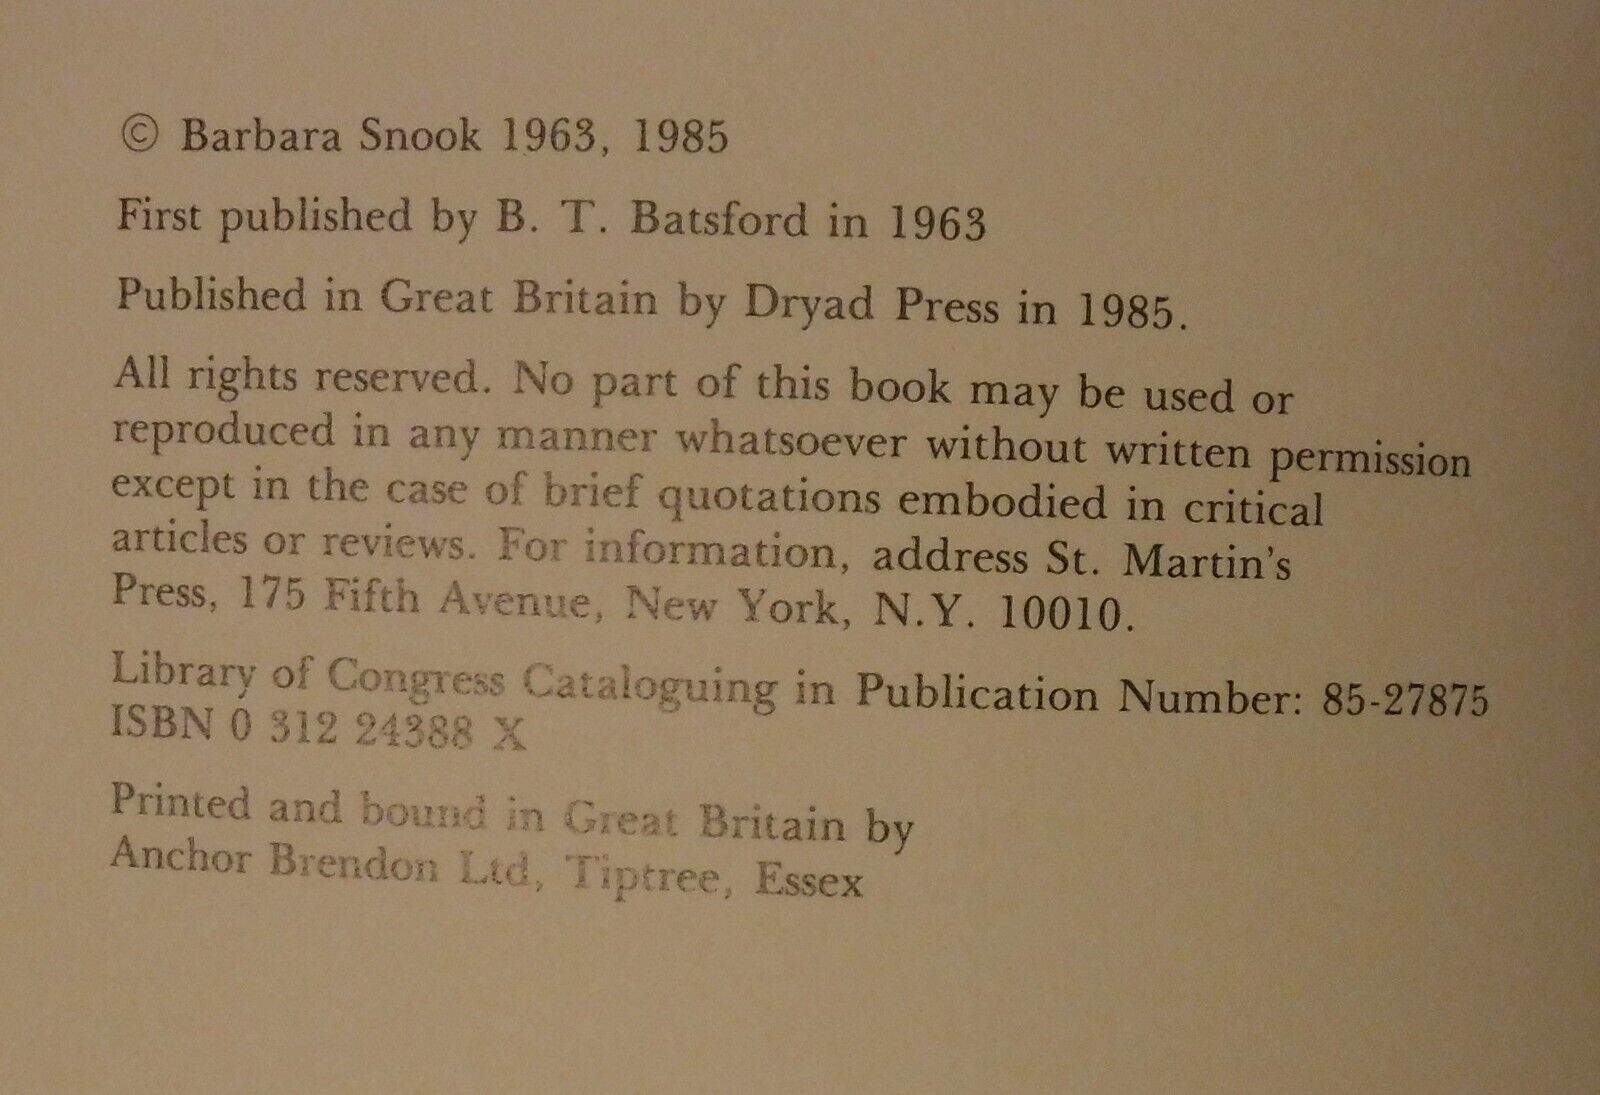 © Barbara Snook 1963, 1985
First published by B. T. Batsford in 1963
Published in Great Britain by Dryad Press in 1985.
All rights reserved. No part of this book may be used or
reproduced in any manner whatsoever without written permission
except in the case of brief quotations embodied in critical
articles or reviews. For information, address St. Martin's
Press, 175 Fifth Avenue, New York, N.Y. 10010.
Library of Congress Cataloguing in Publication Number: 85-27875
ISBN 0 312 24388 X
Printed and bound in Great Britain by
Anchor Brendon Ltd, Tiptree, Essex